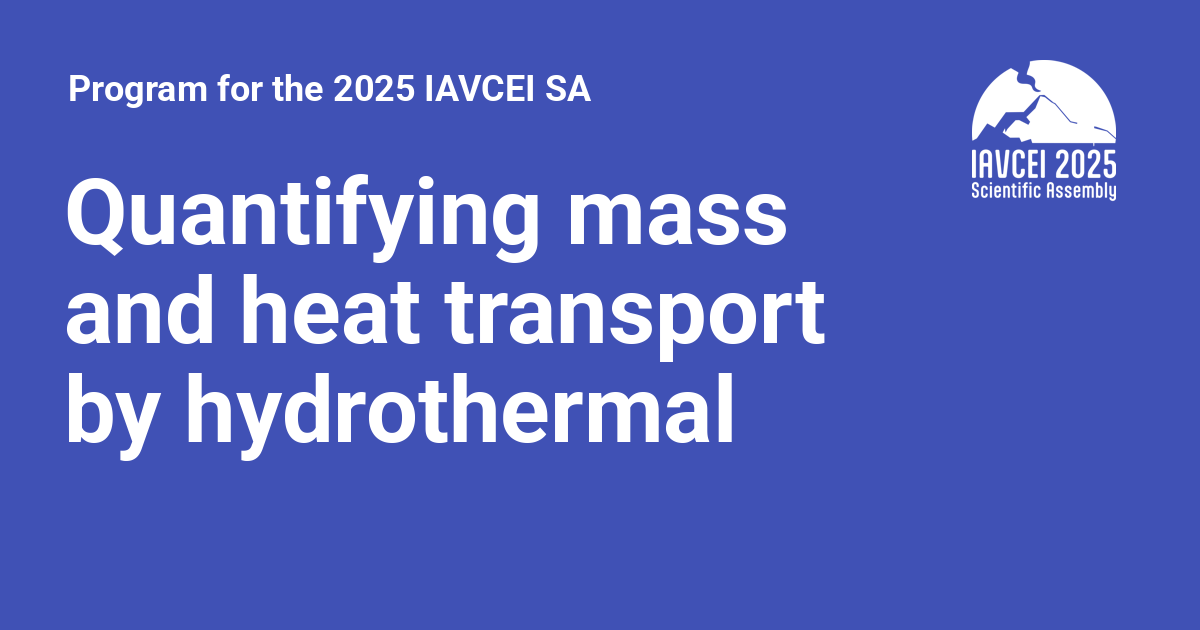 Program for the 2025 IAVCEI SA
IAVCEI 2025
Scientific Assembly
Quantifying mass
and heat transport
by hydrothermal